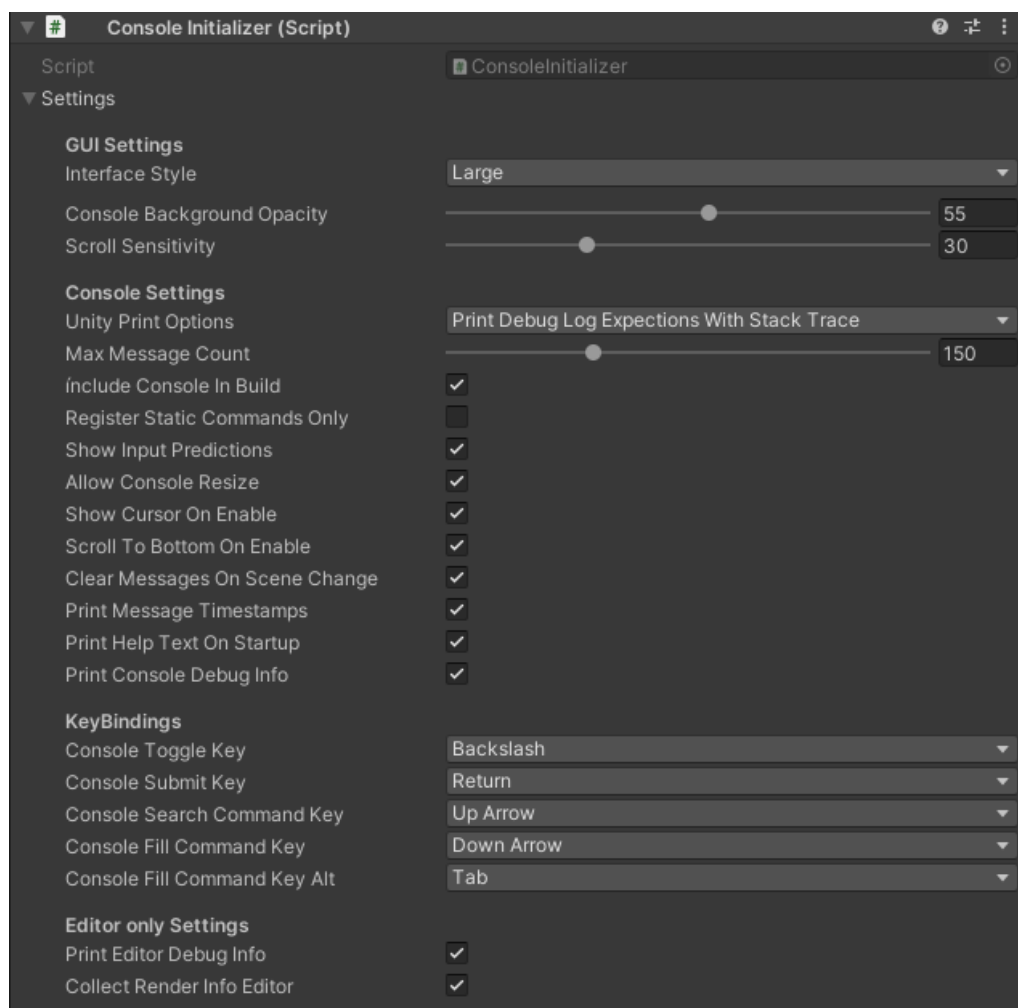 Console Initializer (Script)
Script ConsoleInitializer
Settings
GUI Settings
Interface Style Large
Console Background Opacity 55
Scroll Sensitivity 30
Console Settings
Unity Print Options Print Debug Log Expections With Stack Trace
Max Message Count 150
ínclude Console In Build
Register Static Commands Only
Show Input Predictions
Allow Console Resize
Show Cursor On Enable
Scroll To Bottom On Enable
Clear Messages On Scene Change
Print Message Timestamps
Print Help Text On Startup
Print Console Debug Info
KeyBindings
Console Toggle Key Backslash
Console Submit Key Return
Console Search Command Key Up Arrow
Console Fill Command Key Down Arrow
Console Fill Command Key Alt Tab
Editor only Settings
Print Editor Debug Info
Collect Render Info Editor